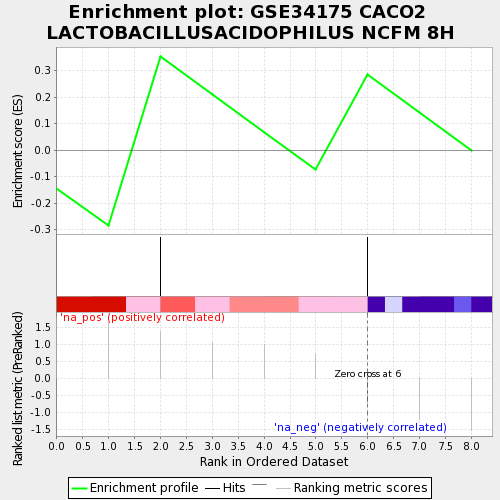 Enrichment plot: GSE34175 CACO2
LACTOBACILLUSACIDOPHILUS NCFM 8H
Enrichment score (ES)
0.3
0.2
0.1
0.0
-0.1
-0.2
-0.3
'na_pos' (positively correlated)
Ranked list metric (PreRanked)
1.5
1.0
0.5
0.0
-0.5
-1.0
-1.5
Zero cross at 6
'na_neg' (negatively correlated)
0.0 0.5 1.0 1.5 2.0 2.5 3.0 3.5 4.0 4.5 5.0 5.5 6.0 6.5 7.0 7.5 8.0
Rank in Ordered Dataset
Enrichment profile Hits Ranking metric scores